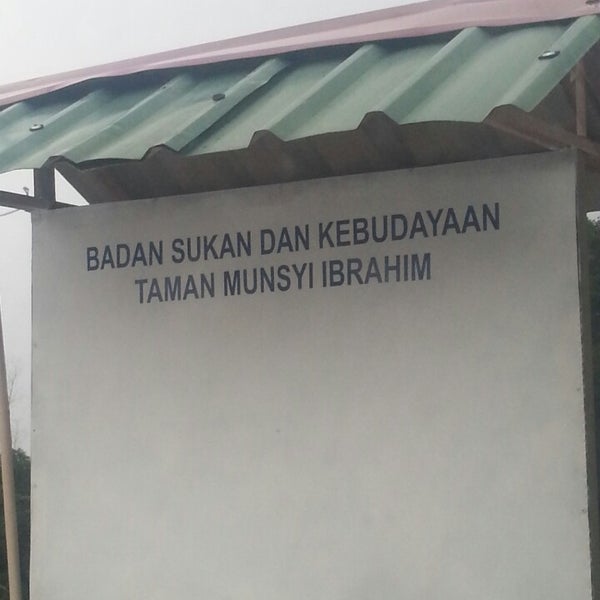 BADAN SUKAN DAN KEBUDAYAAN
TAMAN MUNSYI IBRAHIM